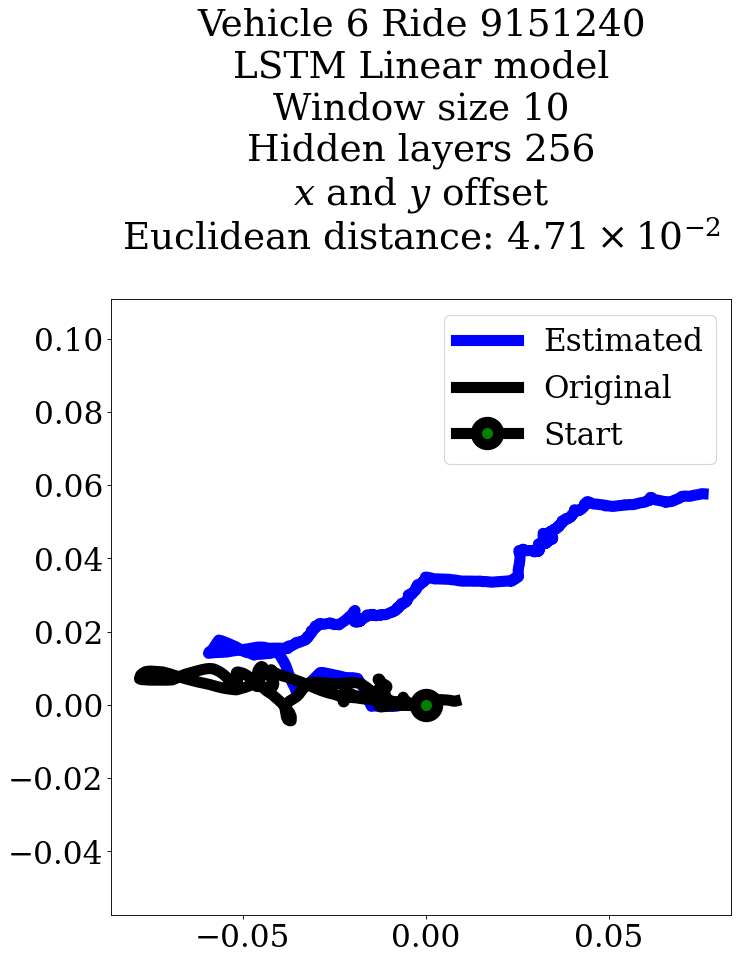 Vehicle 6 Ride 9151240
LSTM Linear model
Window size 10
Hidden layers 256
x and y offset
Euclidean distance: 4.71 × 10⁻²
Estimated
Original
Start
0.10
0.08
0.06
0.04
0.02
0.00
−0.02
−0.04
−0.05 0.00 0.05